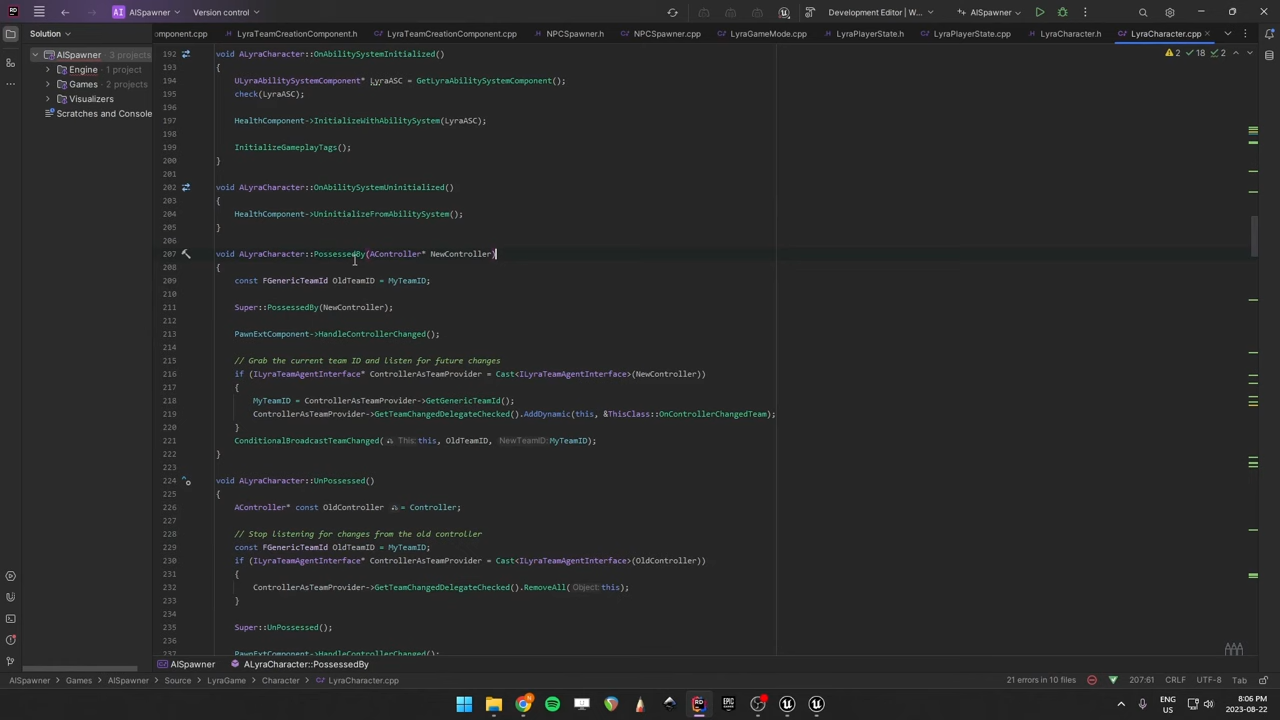 AI AISpawner Version control Development Editor | W... AISpawner
Solution
omponent.cpp LyraTeamCreationComponent.h LyraTeamCreationComponent.cpp NPCSpawner.h NPCSpawner.cpp LyraGameMode.cpp LyraPlayerState.h LyraPlayerState.cpp LyraCharacter.h LyraCharacter.cpp
AISpawner 3 projects
Engine 1 project
Games 2 projects
Visualizers
Scratches and Console
2 18 2
192 void ALyraCharacter::OnAbilitySystemInitialized()
193 {
194 ULyraAbilitySystemComponent* LyraASC = GetLyraAbilitySystemComponent();
195 check(LyraASC);
196
197 HealthComponent->InitializeWithAbilitySystem(LyraASC);
198
199 InitializeGameplayTags();
200 }
201
202 void ALyraCharacter::OnAbilitySystemUninitialized()
203 {
204 HealthComponent->UninitializeFromAbilitySystem();
205 }
206
207 void ALyraCharacter::PossessedBy(AController* NewController)
208 {
209 const FGenericTeamId OldTeamID = MyTeamID;
210
211 Super::PossessedBy(NewController);
212
213 PawnExtComponent->HandleControllerChanged();
214
215 // Grab the current team ID and listen for future changes
216 if (ILyraTeamAgentInterface* ControllerAsTeamProvider = Cast<ILyraTeamAgentInterface>(NewController))
217 {
218 MyTeamID = ControllerAsTeamProvider->GetGenericTeamId();
219 ControllerAsTeamProvider->GetTeamChangedDelegateChecked().AddDynamic(this, &ThisClass::OnControllerChangedTeam);
220 }
221 ConditionalBroadcastTeamChanged( This: this, OldTeamID, NewTeamID: MyTeamID);
222 }
223
224 void ALyraCharacter::UnPossessed()
225 {
226 AController* const OldController = Controller;
227
228 // Stop listening for changes from the old controller
229 const FGenericTeamId OldTeamID = MyTeamID;
230 if (ILyraTeamAgentInterface* ControllerAsTeamProvider = Cast<ILyraTeamAgentInterface>(OldController))
231 {
232 ControllerAsTeamProvider->GetTeamChangedDelegateChecked().RemoveAll( Object: this);
233 }
234
235 Super::UnPossessed();
236
237 PawnExtComponent->HandleControllerChanged();
AISpawner ALyraCharacter::PossessedBy
AISpawner Games AISpawner Source LyraGame Character LyraCharacter.cpp 21 errors in 10 files 207:61 CRLF UTF-8 Tab
ENG
US
8:06 PM
2023-08-22